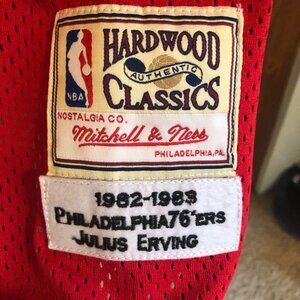 HARDWOOD
AUTHENTIC
CLASSICS
NBA
NOSTALGIA CO.
Mitchell & Ness
PHILADELPHIA, PA.
1982-1983
PHILADELPHIA 76'ERS
JULIUS ERVING